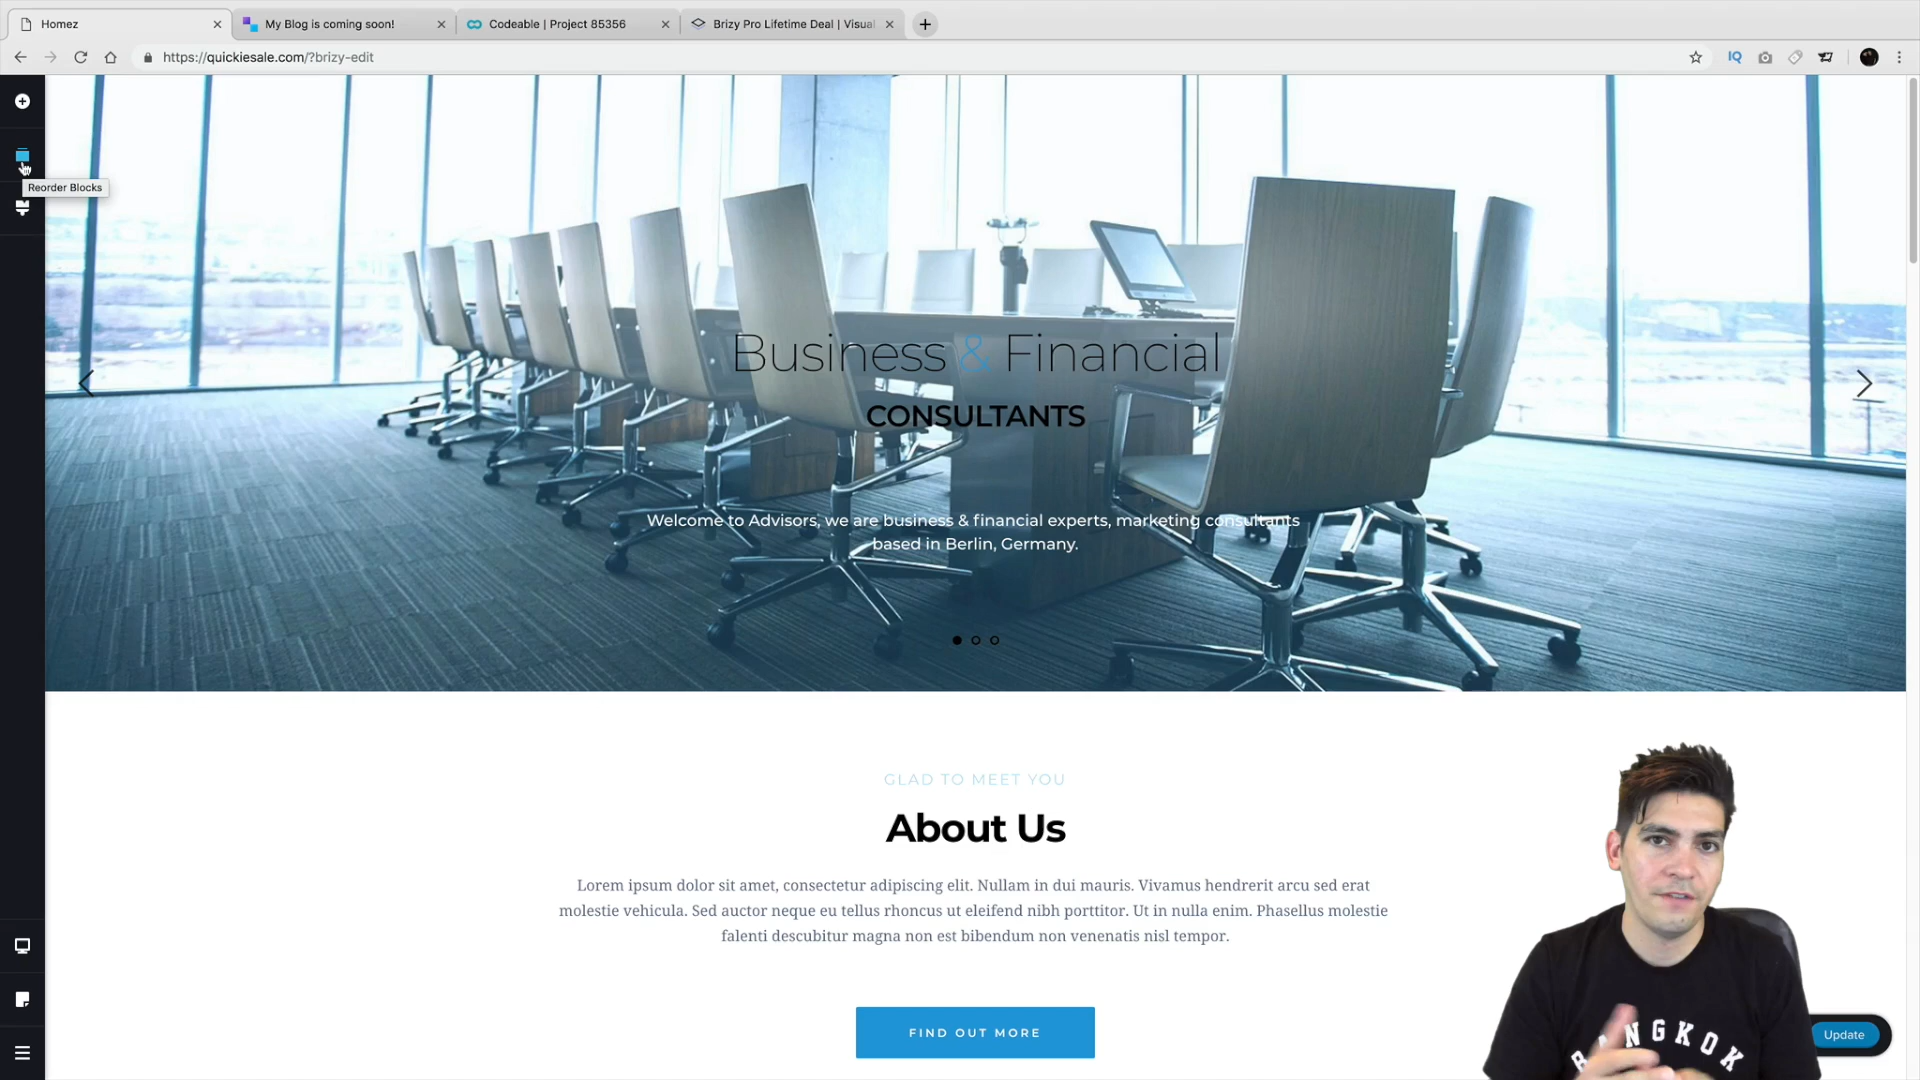 Homez
My Blog is coming soon!
Codeable | Project 85356
Brizy Pro Lifetime Deal | Visual
https://quickiesale.com/?brizy-edit
IQ
Reorder Blocks
Business & Financial
CONSULTANTS
Welcome to Advisors, we are business & financial experts, marketing consultants
based in Berlin, Germany.
GLAD TO MEET YOU
About Us
Lorem ipsum dolor sit amet, consectetur adipiscing elit. Nullam in dui mauris. Vivamus hendrerit arcu sed erat
molestie vehicula. Sed auctor neque eu tellus rhoncus ut eleifend nibh porttitor. Ut in nulla enim. Phasellus molestie
falenti descubitur magna non est bibendum non venenatis nisl tempor.
FIND OUT MORE
BANGKOK
Update